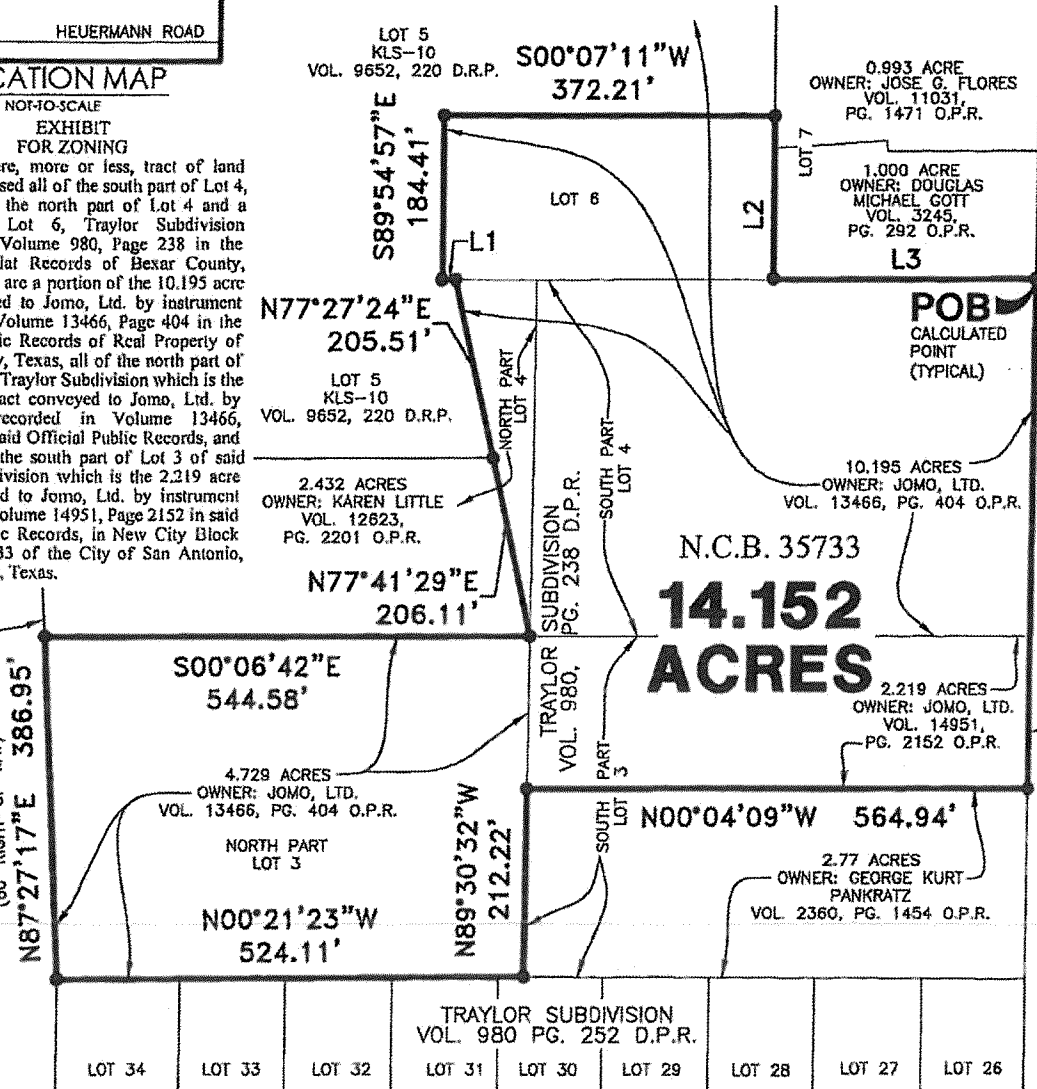 HEUERMANN ROAD
CATION MAP
NOT-TO-SCALE
EXHIBIT
FOR ZONING
re, more or less, tract of land
sed all of the south part of Lot 4,
the north part of Lot 4 and a
Lot 6, Traylor Subdivision
Volume 980, Page 238 in the
lat Records of Bexar County,
are a portion of the 10.195 acre
ed to Jomo, Ltd. by instrument
Volume 13466, Page 404 in the
ic Records of Real Property of
y, Texas, all of the north part of
Traylor Subdivision which is the
act conveyed to Jomo, Ltd. by
recorded in Volume 13466,
aid Official Public Records, and
the south part of Lot 3 of said
ivision which is the 2.219 acre
d to Jomo, Ltd. by instrument
olume 14951, Page 2152 in said
c Records, in New City Block
33 of the City of San Antonio,
, Texas.
LOT 5
KLS-10
VOL. 9652, 220 D.R.P.
S00°07'11"W
372.21'
0.993 ACRE
OWNER: JOSE G. FLORES
VOL. 11031,
PG. 1471 O.P.R.
LOT 7
1.000 ACRE
OWNER: DOUGLAS
MICHAEL GOTT
VOL. 3245,
PG. 292 O.P.R.
S89°54'57"E
184.41'
LOT 6
L2
L3
L1
POB
CALCULATED
POINT
(TYPICAL)
N77°27'24"E
205.51'
LOT 5
KLS-10
VOL. 9652, 220 D.R.P.
NORTH PART
LOT 4
SOUTH PART
LOT 4
10.195 ACRES
OWNER: JOMO, LTD.
VOL. 13466, PG. 404 O.P.R.
2.432 ACRES
OWNER: KAREN LITTLE
VOL. 12623,
PG. 2201 O.P.R.
N.C.B. 35733
14.152
ACRES
N77°41'29"E
206.11'
TRAYLOR SUBDIVISION
VOL. 980, PG. 238 D.P.R.
S00°06'42"E
544.58'
2.219 ACRES
OWNER: JOMO, LTD.
VOL. 14951,
PG. 2152 O.P.R.
N87°27'17"E 386.95'
4.729 ACRES
OWNER: JOMO, LTD.
VOL. 13466, PG. 404 O.P.R.
NORTH PART
LOT 3
N89°30'32"W
212.22'
SOUTH PART
LOT 3
N00°04'09"W 564.94'
2.77 ACRES
OWNER: GEORGE KURT
PANKRATZ
VOL. 2360, PG. 1454 O.P.R.
N00°21'23"W
524.11'
TRAYLOR SUBDIVISION
VOL. 980 PG. 252 D.P.R.
LOT 34
LOT 33
LOT 32
LOT 31
LOT 30
LOT 29
LOT 28
LOT 27
LOT 26